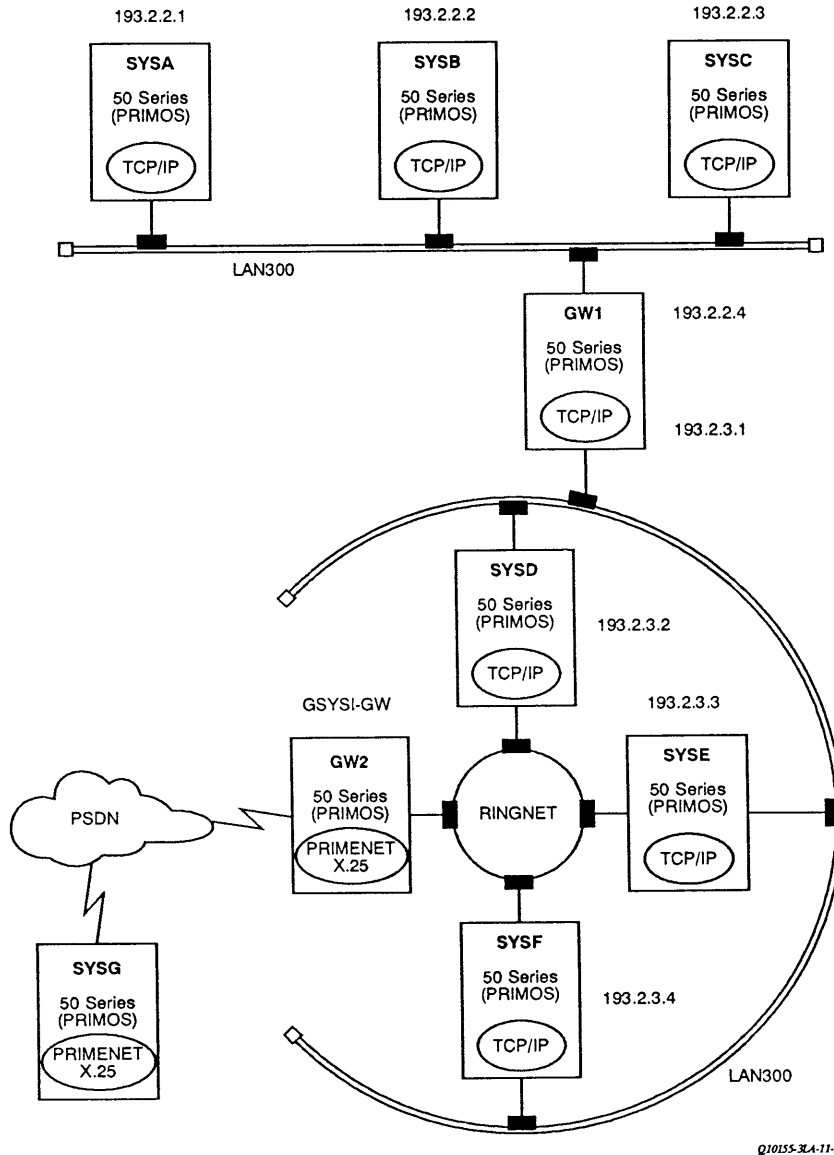 193.2.2.1
193.2.2.2
193.2.2.3
SYSA
50 Series
(PRIMOS)
TCP/IP
SYSB
50 Series
(PRIMOS)
TCP/IP
SYSC
50 Series
(PRIMOS)
TCP/IP
LAN300
GW1
50 Series
(PRIMOS)
TCP/IP
193.2.2.4
193.2.3.1
SYSD
50 Series
(PRIMOS)
TCP/IP
193.2.3.2
GSYSI-GW
GW2
50 Series
(PRIMOS)
PRIMENET
X.25
193.2.3.3
SYSE
50 Series
(PRIMOS)
TCP/IP
RINGNET
PSDN
SYSG
50 Series
(PRIMOS)
PRIMENET
X.25
SYSF
50 Series
(PRIMOS)
TCP/IP
193.2.3.4
LAN300
Q10155-3LA-11-